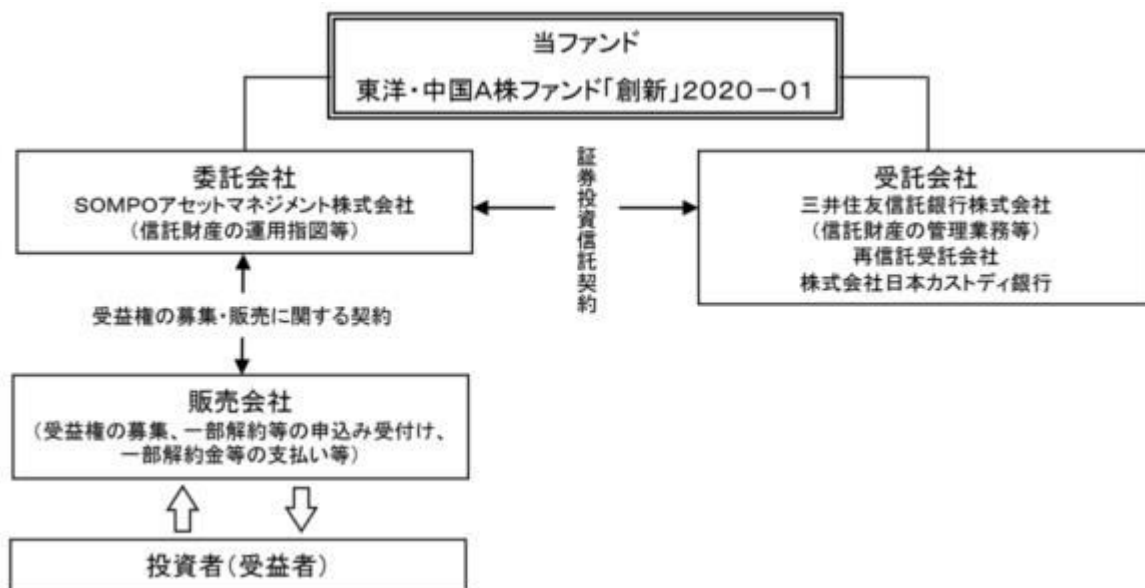 当ファンド
東洋・中国A株ファンド「創新」2020－01
委託会社
SOMPOアセットマネジメント株式会社
(信託財産の運用指図等)
証券投資信託契約
受託会社
三井住友信託銀行株式会社
(信託財産の管理業務等)
再信託受託会社
株式会社日本カストディ銀行
受益権の募集・販売に関する契約
販売会社
(受益権の募集、一部解約等の申込み受付け、
一部解約金等の支払い等)
投資者(受益者)